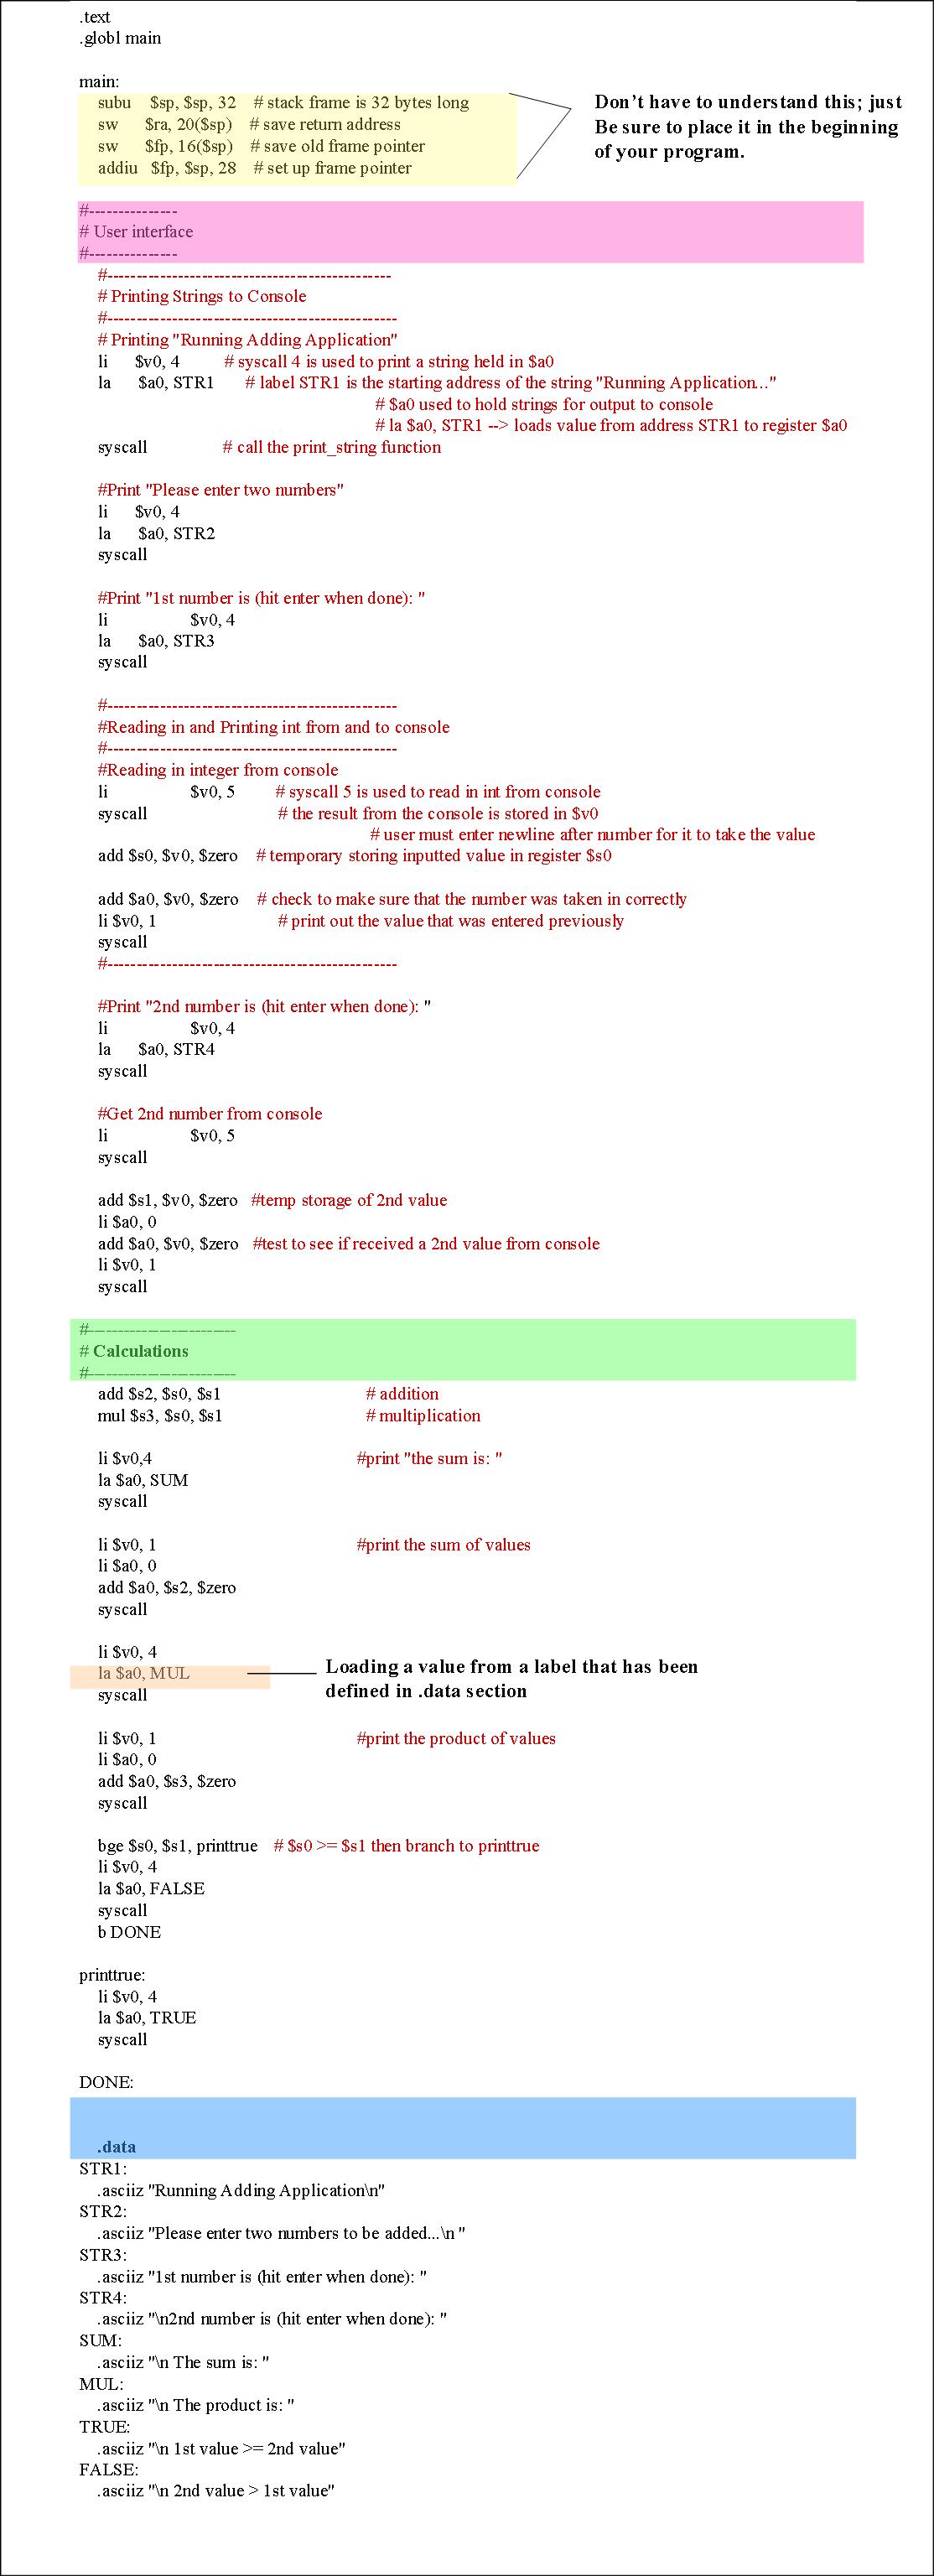 .text
.globl main
main:
subu $sp, $sp, 32 # stack frame is 32 bytes long
sw $ra, 20($sp) # save return address
sw $fp, 16($sp) # save old frame pointer
addiu $fp, $sp, 28 # set up frame pointer
Don't have to understand this; just
Be sure to place it in the beginning
of your program.
#---------------
# User interface
#---------------
#-------------------------------------------------
# Printing Strings to Console
#--------------------------------------------------
# Printing "Running Adding Application"
li $v0, 4 # syscall 4 is used to print a string held in $a0
la $a0, STR1 # label STR1 is the starting address of the string "Running Application..."
# $a0 used to hold strings for output to console
# la $a0, STR1 --> loads value from address STR1 to register $a0
syscall # call the print_string function
#Print "Please enter two numbers"
li $v0, 4
la $a0, STR2
syscall
#Print "1st number is (hit enter when done): "
li $v0, 4
la $a0, STR3
syscall
#--------------------------------------------------
#Reading in and Printing int from and to console
#--------------------------------------------------
#Reading in integer from console
li $v0, 5 # syscall 5 is used to read in int from console
syscall # the result from the console is stored in $v0
# user must enter newline after number for it to take the value
add $s0, $v0, $zero # temporary storing inputted value in register $s0
add $a0, $v0, $zero # check to make sure that the number was taken in correctly
li $v0, 1 # print out the value that was entered previously
syscall
#--------------------------------------------------
#Print "2nd number is (hit enter when done): "
li $v0, 4
la $a0, STR4
syscall
#Get 2nd number from console
li $v0, 5
syscall
add $s1, $v0, $zero #temp storage of 2nd value
li $a0, 0
add $a0, $v0, $zero #test to see if received a 2nd value from console
li $v0, 1
syscall
#-------------------------
# Calculations
#-------------------------
add $s2, $s0, $s1 # addition
mul $s3, $s0, $s1 # multiplication
li $v0,4 #print "the sum is: "
la $a0, SUM
syscall
li $v0, 1 #print the sum of values
li $a0, 0
add $a0, $s2, $zero
syscall
li $v0, 4
la $a0, MUL
syscall
Loading a value from a label that has been
defined in .data section
li $v0, 1 #print the product of values
li $a0, 0
add $a0, $s3, $zero
syscall
bge $s0, $s1, printtrue # $s0 >= $s1 then branch to printtrue
li $v0, 4
la $a0, FALSE
syscall
b DONE
printtrue:
li $v0, 4
la $a0, TRUE
syscall
DONE:
.data
STR1:
.asciiz "Running Adding Application\n"
STR2:
.asciiz "Please enter two numbers to be added...\n "
STR3:
.asciiz "1st number is (hit enter when done): "
STR4:
.asciiz "\n2nd number is (hit enter when done): "
SUM:
.asciiz "\n The sum is: "
MUL:
.asciiz "\n The product is: "
TRUE:
.asciiz "\n 1st value >= 2nd value"
FALSE:
.asciiz "\n 2nd value > 1st value"